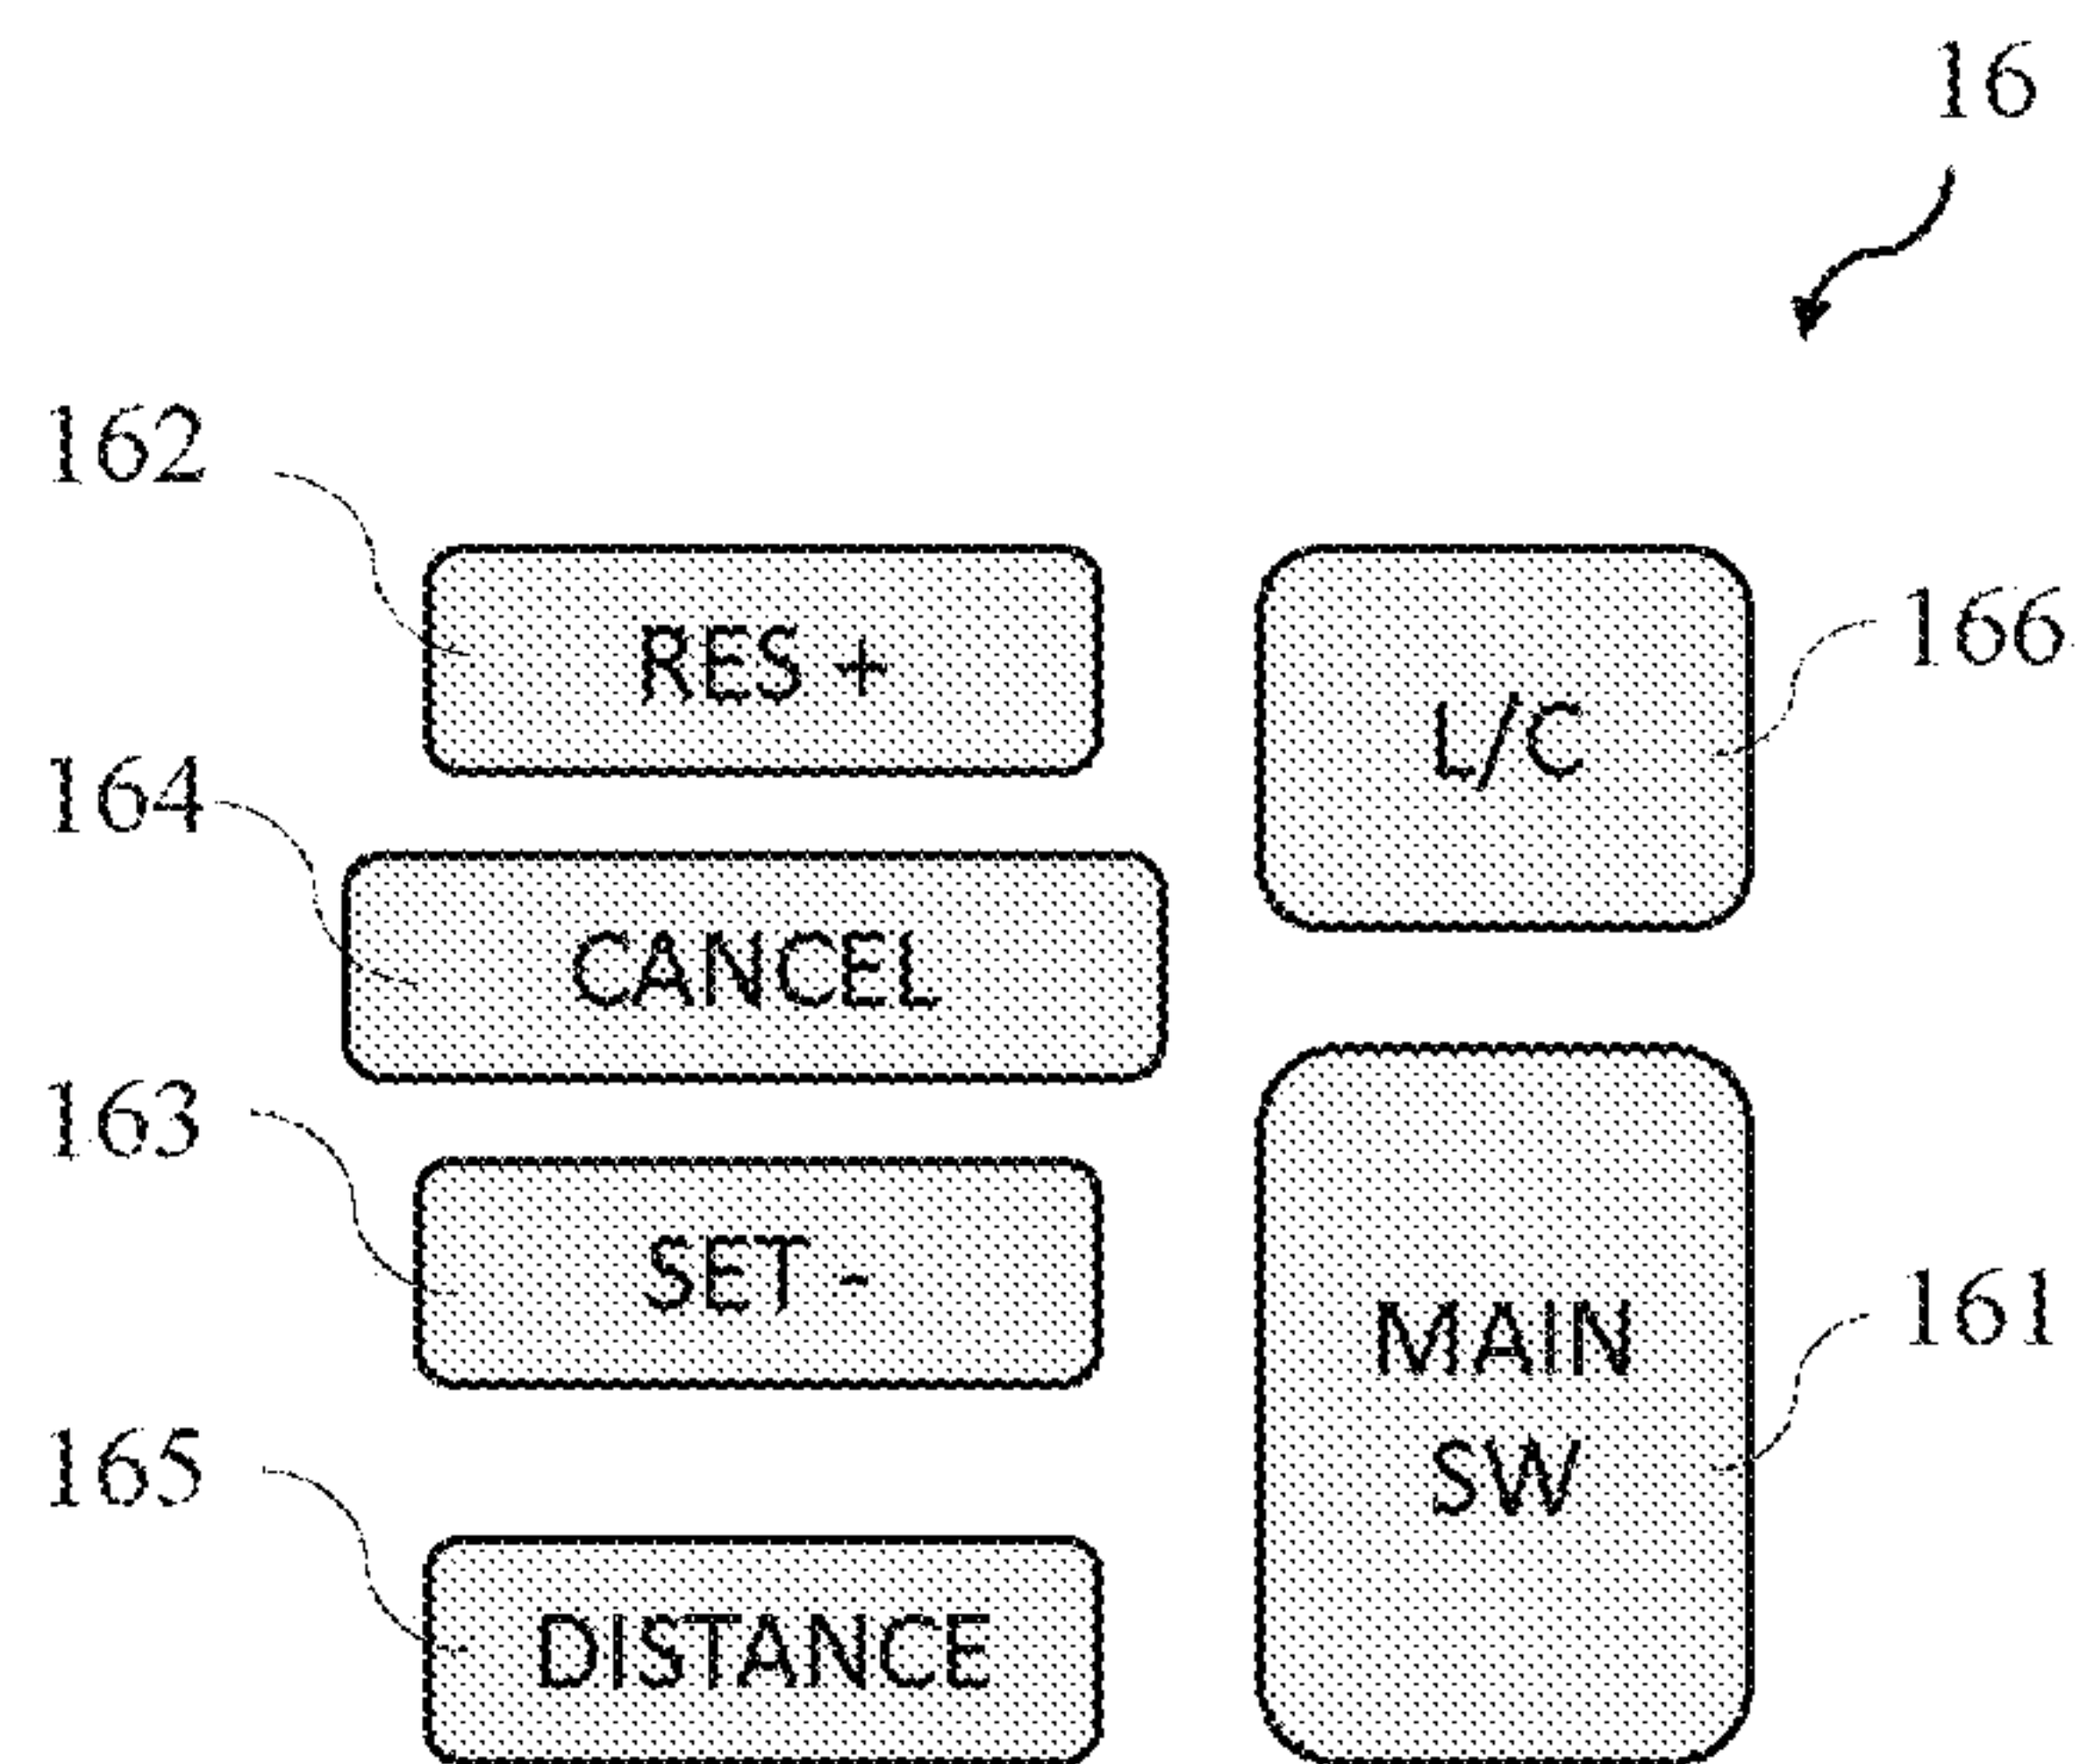 16
162
RES +
166
L/C
164
CANCEL
163
SET -
161
MAIN
SW
165
DISTANCE